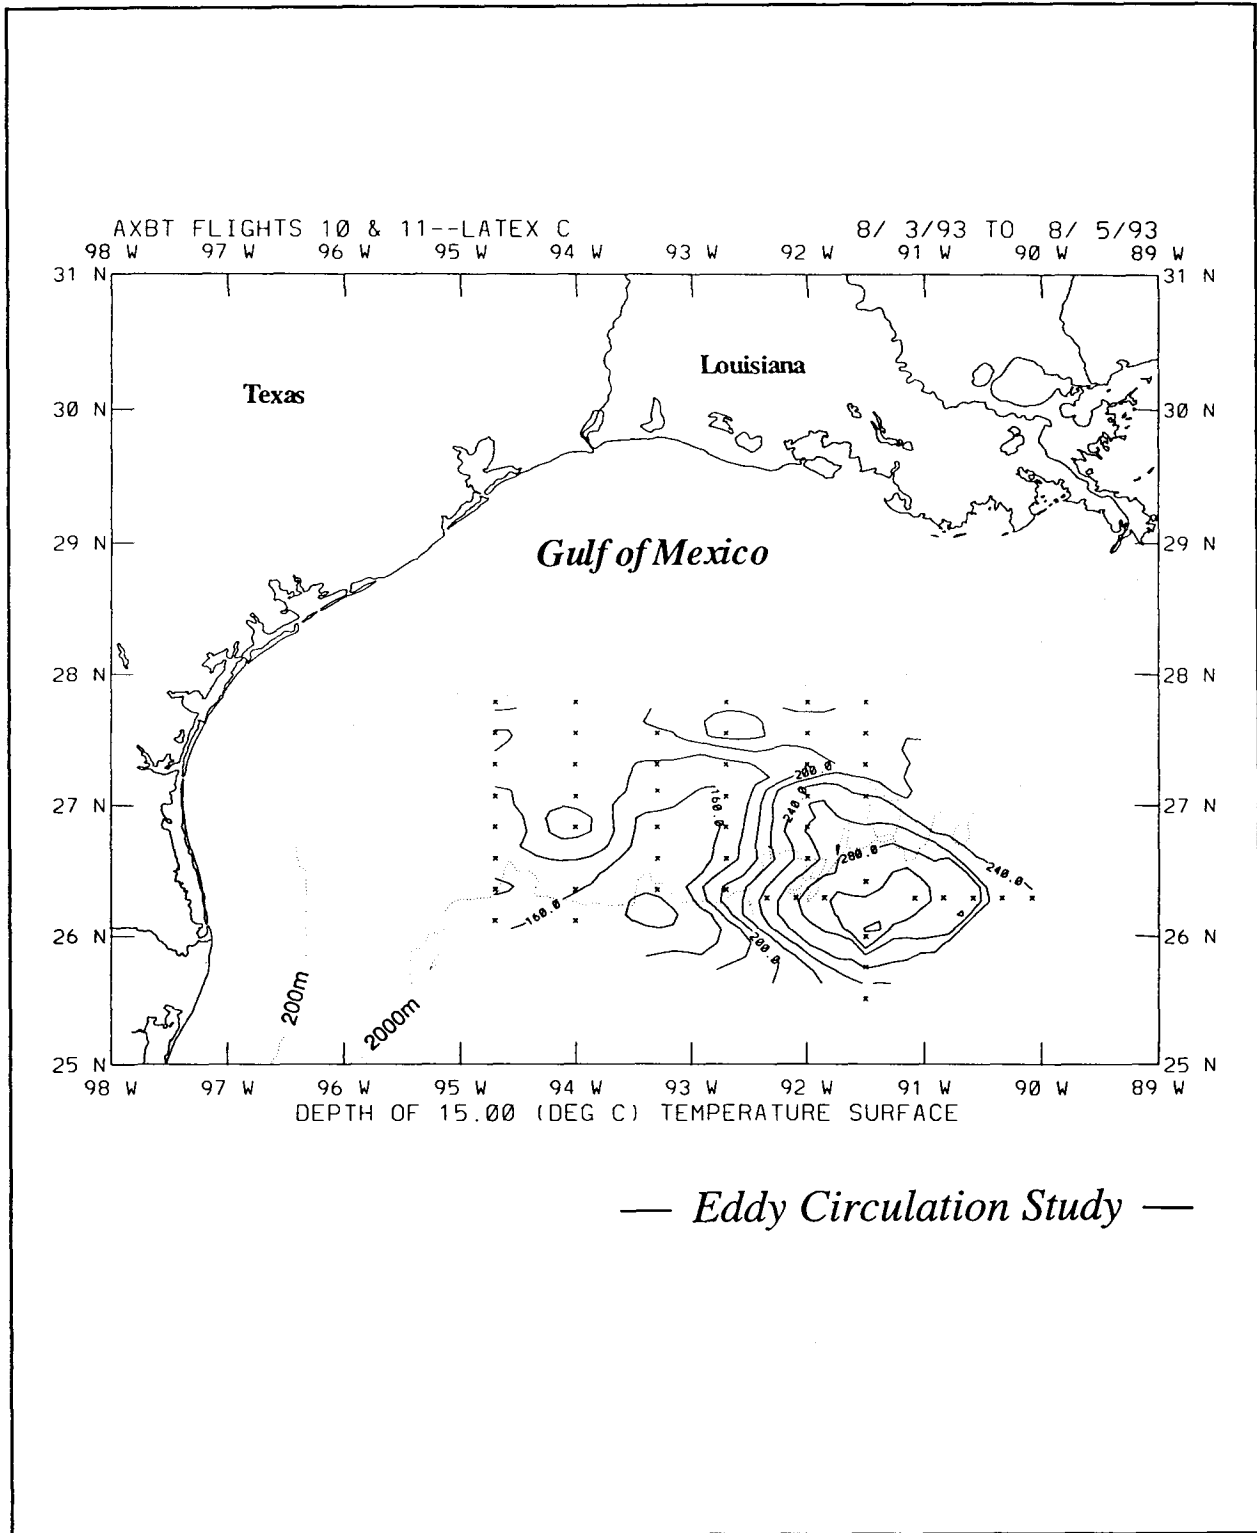 AXBT FLIGHTS 10 & 11--LATEX C 8/ 3/93 TO 8/ 5/93
98 W 97 W 96 W 95 W 94 W 93 W 92 W 91 W 90 W 89 W
31 N 31 N
Louisiana
Texas
30 N 30 N
Gulf of Mexico
29 N 29 N
28 N 28 N
200.0
27 N 27 N
160.0
240.0
280.0
240.0
160.0
26 N 26 N
200.0
200m
2000m
25 N 25 N
98 W 97 W 96 W 95 W 94 W 93 W 92 W 91 W 90 W 89 W
DEPTH OF 15.00 (DEG C) TEMPERATURE SURFACE
— Eddy Circulation Study —